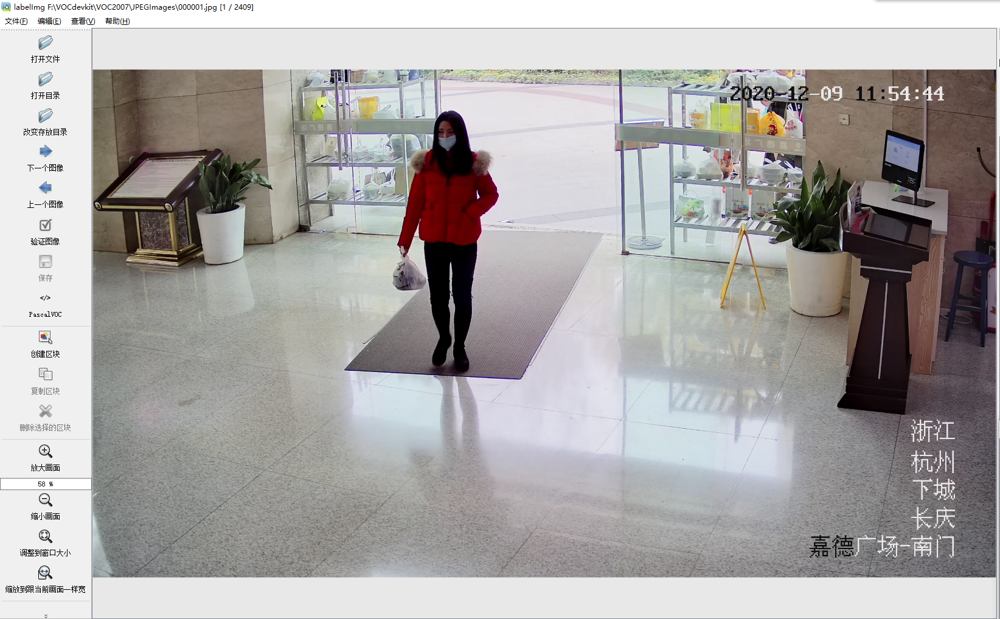 labelImg F:\VOCdevkit\VOC2007\JPEGImages\000001.jpg [1 / 2409]
文件(F) 编辑(E) 查看(V) 帮助(H)
打开文件
打开目录
改变存放目录
下一个图像
上一个图像
验证图像
保存
</>
PascalVOC
创建区块
复制区块
删除选择的区块
放大画面
58 %
缩小画面
调整到窗口大小
缩放到跟当前画面一样宽
2020-12-09 11:54:44
浙江
杭州
下城
长庆
嘉德广场-南门